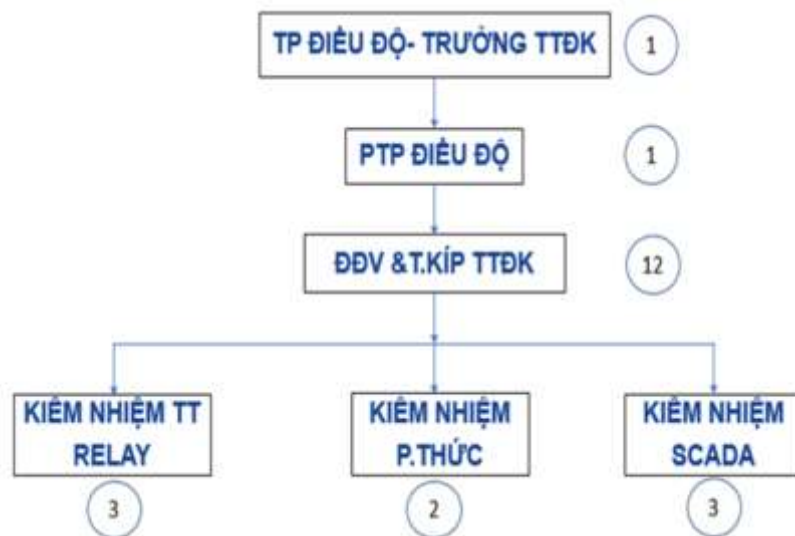 TP ĐIỀU ĐỘ- TRƯỞNG TTĐK
1
PTP ĐIỀU ĐỘ
1
ĐĐV &T.KÍP TTĐK
12
KIÊM NHIỆM TT
RELAY
3
KIÊM NHIỆM
P.THỨC
2
KIÊM NHIỆM
SCADA
3